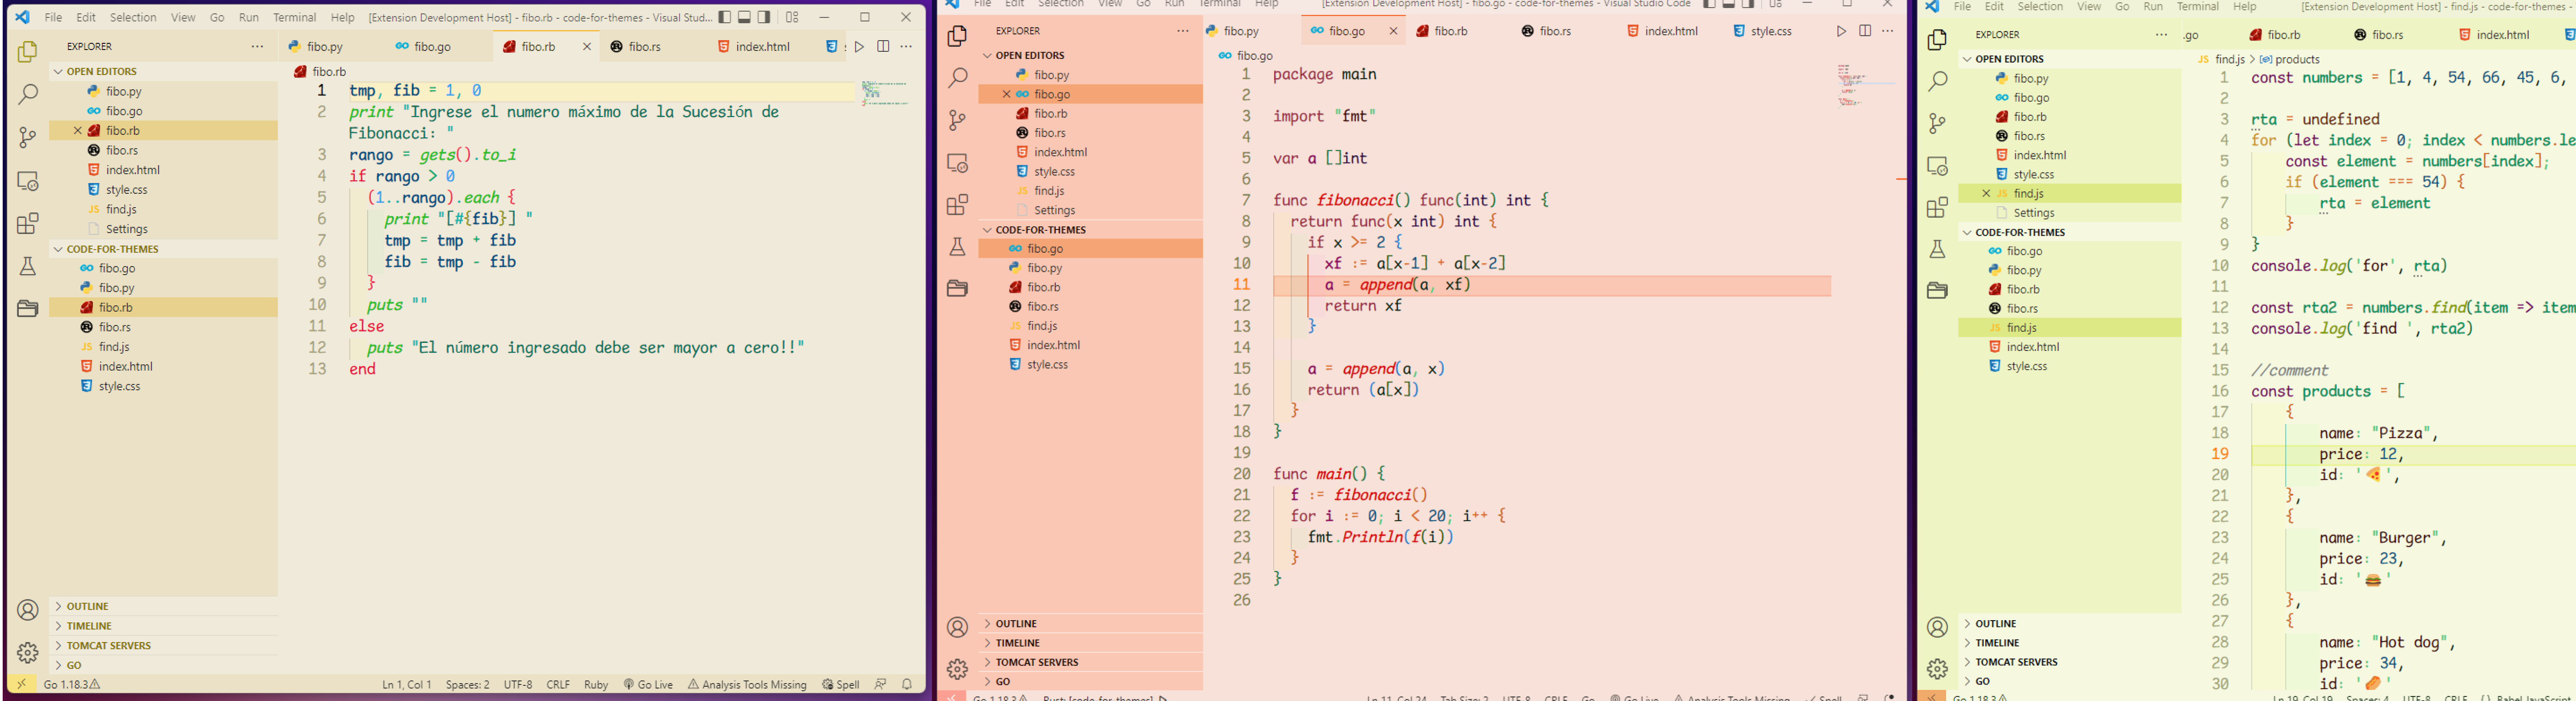 File Edit Selection View Go Run Terminal Help [Extension Development Host] - fibo.rb - code-for-themes - Visual Stud...
EXPLORER
fibo.py fibo.go fibo.rb fibo.rs index.html
OPEN EDITORS
fibo.py
fibo.go
fibo.rb
fibo.rs
index.html
style.css
find.js
Settings
CODE-FOR-THEMES
fibo.go
fibo.py
fibo.rb
fibo.rs
find.js
index.html
style.css
OUTLINE
TIMELINE
TOMCAT SERVERS
GO
fibo.rb
1 tmp, fib = 1, 0
2 print "Ingrese el numero máximo de la Sucesión de
Fibonacci: "
3 rango = gets().to_i
4 if rango > 0
5 (1..rango).each {
6 print "[#{fib}] "
7 tmp = tmp + fib
8 fib = tmp - fib
9 }
10 puts ""
11 else
12 puts "El número ingresado debe ser mayor a cero!!"
13 end
Go 1.18.3 Ln 1, Col 1 Spaces: 2 UTF-8 CRLF Ruby Go Live Analysis Tools Missing Spell
File Edit Selection View Go Run Terminal Help [Extension Development Host] - fibo.go - code-for-themes - Visual Studio Code
EXPLORER
fibo.py fibo.go fibo.rb fibo.rs index.html style.css
OPEN EDITORS
fibo.py
fibo.go
fibo.rb
fibo.rs
index.html
style.css
find.js
Settings
CODE-FOR-THEMES
fibo.go
fibo.py
fibo.rb
fibo.rs
find.js
index.html
style.css
OUTLINE
TIMELINE
TOMCAT SERVERS
GO
fibo.go
1 package main
2
3 import "fmt"
4
5 var a []int
6
7 func fibonacci() func(int) int {
8 return func(x int) int {
9 if x >= 2 {
10 xf := a[x-1] + a[x-2]
11 a = append(a, xf)
12 return xf
13 }
14
15 a = append(a, x)
16 return (a[x])
17 }
18 }
19
20 func main() {
21 f := fibonacci()
22 for i := 0; i < 20; i++ {
23 fmt.Println(f(i))
24 }
25 }
26
Go 1.18.3 Rust: [code-for-themes] Ln 11, Col 24 Tab Size: 2 UTF-8 CRLF Go Go Live Analysis Tools Missing Spell
File Edit Selection View Go Run Terminal Help [Extension Development Host] - find.js - code-for-themes -
EXPLORER
.go fibo.rb fibo.rs index.html
OPEN EDITORS
fibo.py
fibo.go
fibo.rb
fibo.rs
index.html
style.css
find.js
Settings
CODE-FOR-THEMES
fibo.go
fibo.py
fibo.rb
fibo.rs
find.js
index.html
style.css
OUTLINE
TIMELINE
TOMCAT SERVERS
GO
JS find.js > products
1 const numbers = [1, 4, 54, 66, 45, 6,
2
3 rta = undefined
4 for (let index = 0; index < numbers.le
5 const element = numbers[index];
6 if (element === 54) {
7 rta = element
8 }
9 }
10 console.log('for', rta)
11
12 const rta2 = numbers.find(item => item
13 console.log('find ', rta2)
14
15 //comment
16 const products = [
17 {
18 name: "Pizza",
19 price: 12,
20 id: '🍕',
21 },
22 {
23 name: "Burger",
24 price: 23,
25 id: '🍔'
26 },
27 {
28 name: "Hot dog",
29 price: 34,
30 id: '🌭'
Go 1.18.3 Ln 19, Col 19 Spaces: 4 UTF-8 CRLF {} Babel JavaScript